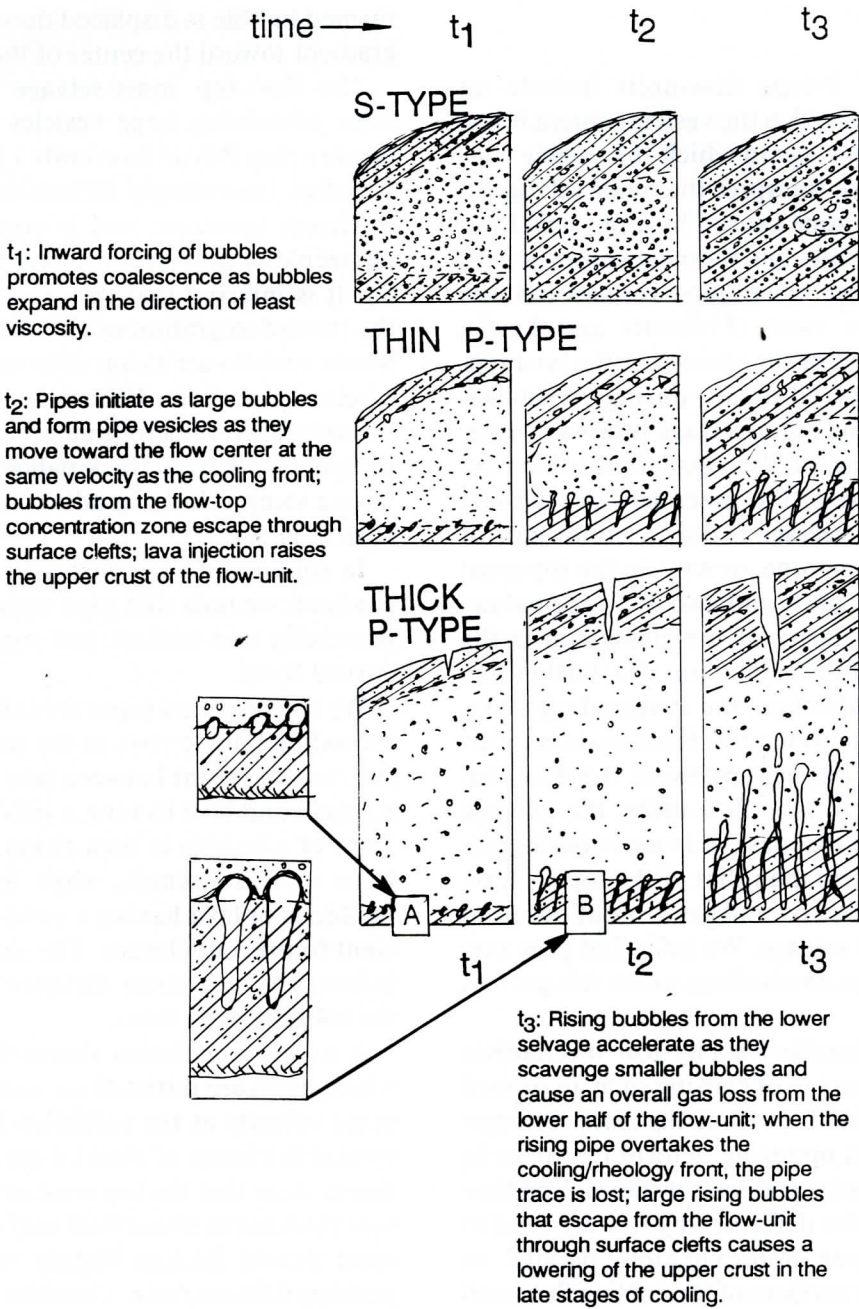 time
t1
t2
t3
S-TYPE
t1: Inward forcing of bubbles
promotes coalescence as bubbles
expand in the direction of least
viscosity.
THIN P-TYPE
t2: Pipes initiate as large bubbles
and form pipe vesicles as they
move toward the flow center at the
same velocity as the cooling front;
bubbles from the flow-top
concentration zone escape through
surface clefts; lava injection raises
the upper crust of the flow-unit.
THICK
P-TYPE
A
B
t1
t2
t3
t3: Rising bubbles from the lower
selvage accelerate as they
scavenge smaller bubbles and
cause an overall gas loss from the
lower half of the flow-unit; when the
rising pipe overtakes the
cooling/rheology front, the pipe
trace is lost; large rising bubbles
that escape from the flow-unit
through surface clefts causes a
lowering of the upper crust in the
late stages of cooling.